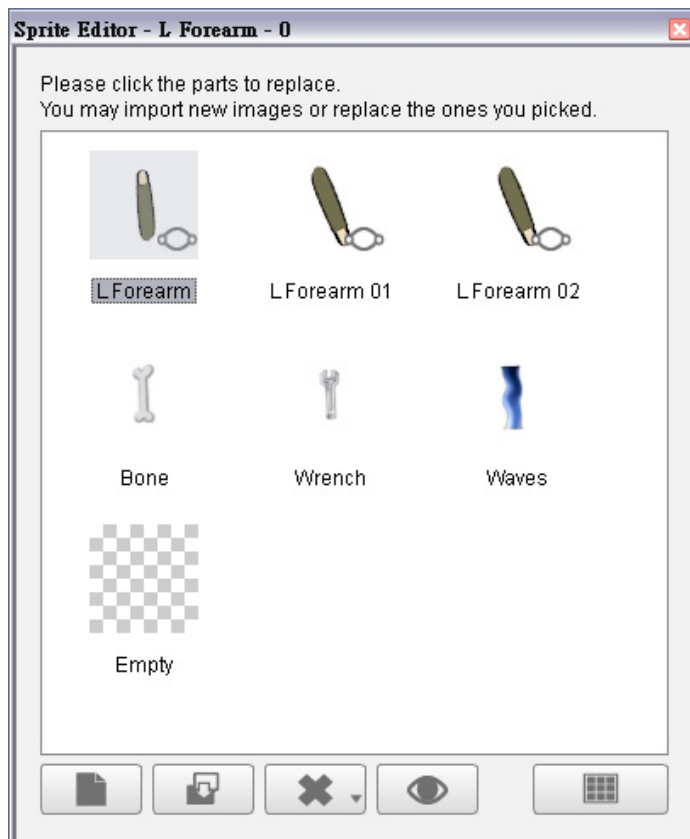 Sprite Editor - L Forearm - 0
Please click the parts to replace.
You may import new images or replace the ones you picked.
L Forearm
L Forearm 01
L Forearm 02
Bone
Wrench
Waves
Empty